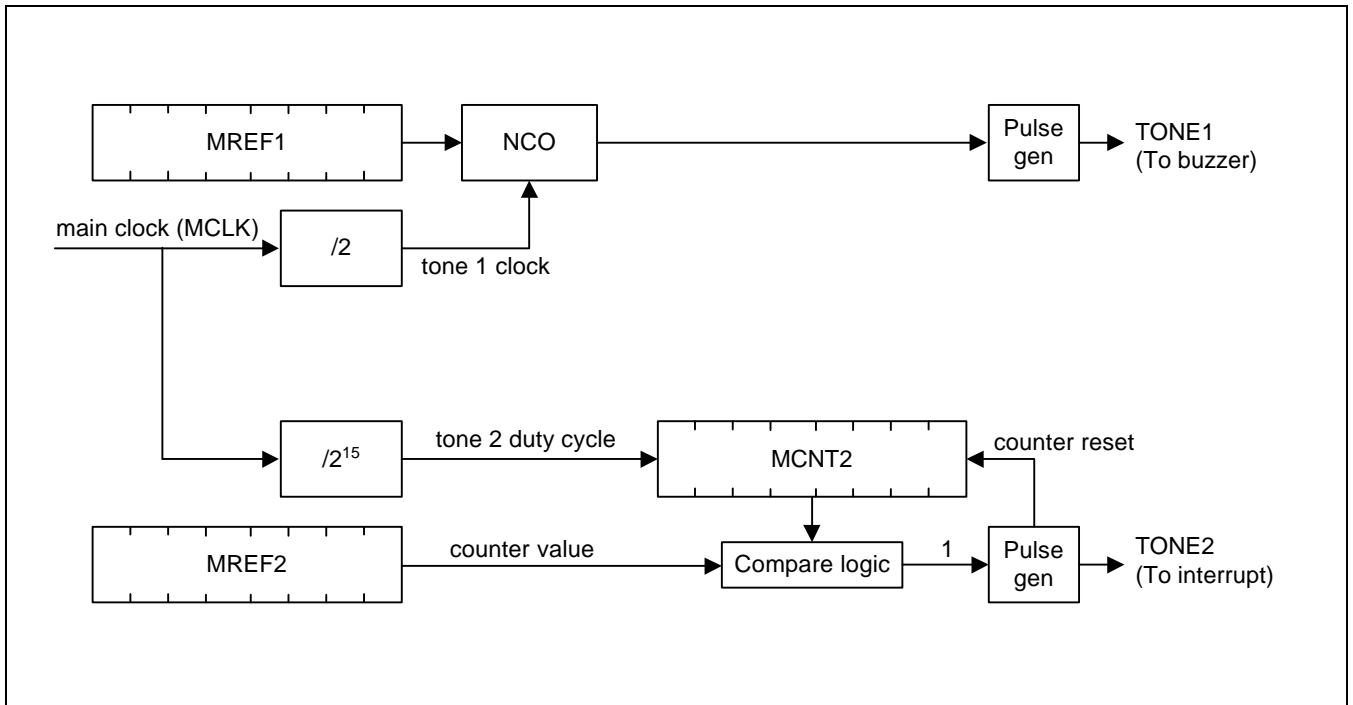 MREF1
NCO
Pulse
gen
TONE1
(To buzzer)
main clock (MCLK)
/2
tone 1 clock
/2¹⁵
tone 2 duty cycle
MCNT2
counter reset
MREF2
counter value
Compare logic
1
Pulse
gen
TONE2
(To interrupt)